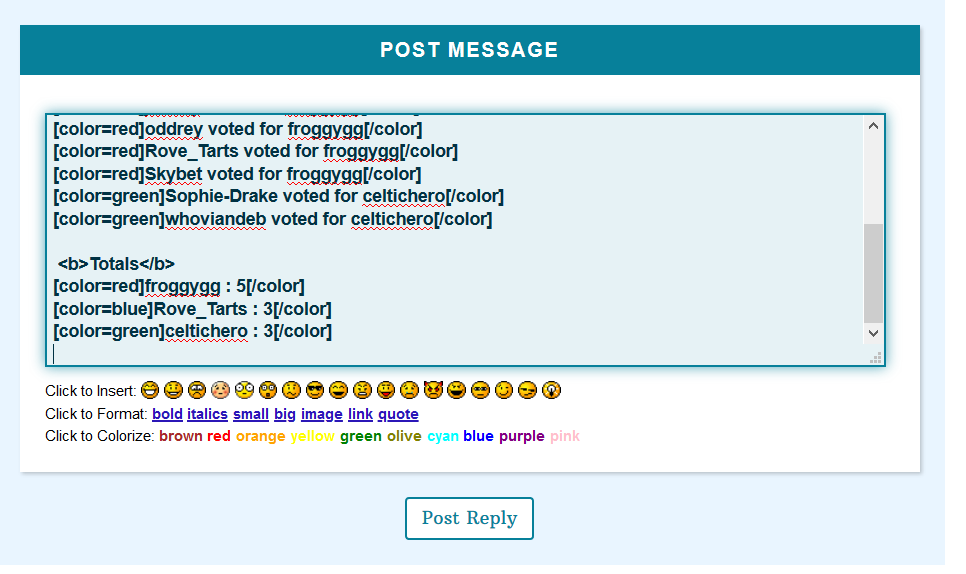 POST MESSAGE
[color=red]oddrey voted for froggygg[/color]
[color=red]Rove_Tarts voted for froggygg[/color]
[color=red]Skybet voted for froggygg[/color]
[color=green]Sophie-Drake voted for celtichero[/color]
[color=green]whoviandeb voted for celtichero[/color]
<b>Totals</b>
[color=red]froggygg : 5[/color]
[color=blue]Rove_Tarts : 3[/color]
[color=green]celtichero : 3[/color]
Click to Insert:
Click to Format: bold italics small big image link quote
Click to Colorize: brown red orange yellow green olive cyan blue purple pink
Post Reply